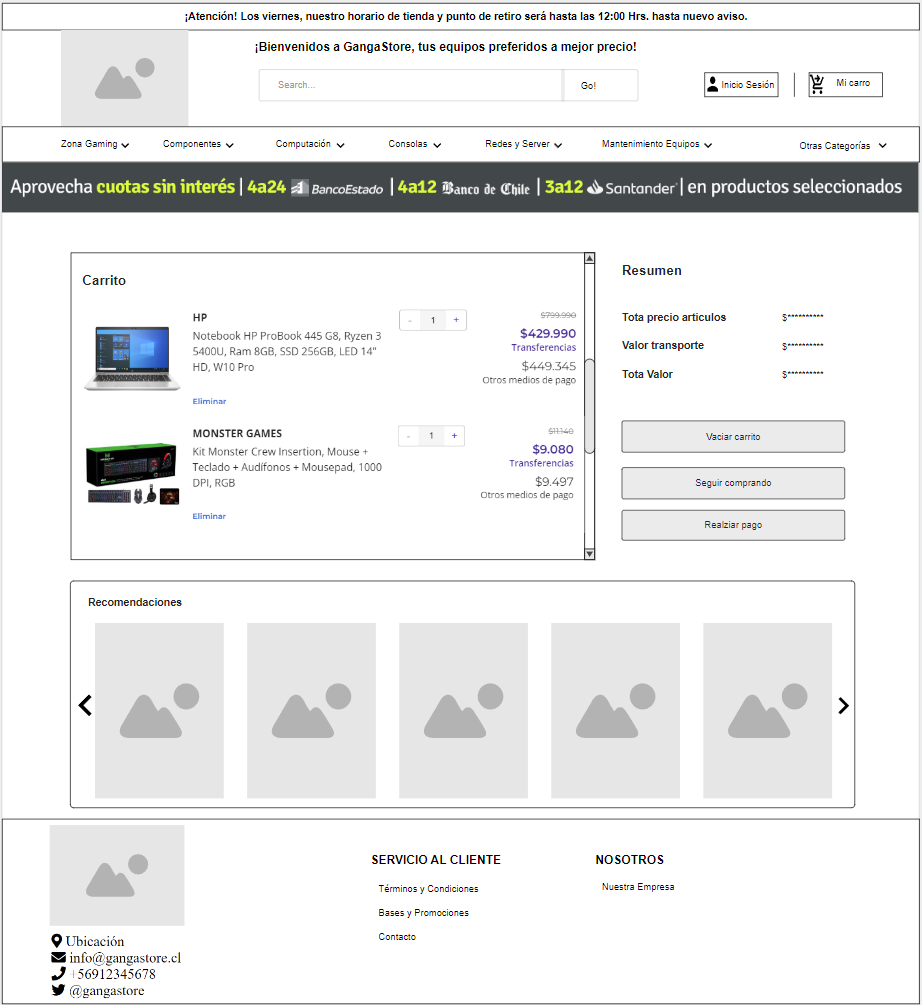 ¡Atención! Los viernes, nuestro horario de tienda y punto de retiro será hasta las 12:00 Hrs. hasta nuevo aviso.
¡Bienvenidos a GangaStore, tus equipos preferidos a mejor precio!
Search...
Go!
Inicio Sesión
Mi carro
Zona Gaming
Componentes
Computación
Consolas
Redes y Server
Mantenimiento Equipos
Otras Categorías
Aprovecha cuotas sin interés | 4a24 BancoEstado | 4a12 Banco de Chile | 3a12 Santander | en productos seleccionados
Carrito
HP
Notebook HP ProBook 445 G8, Ryzen 3
5400U, Ram 8GB, SSD 256GB, LED 14"
HD, W10 Pro
Eliminar
- 1 +
$799.990
$429.990
Transferencias
$449.345
Otros medios de pago
MONSTER GAMES
Kit Monster Crew Insertion, Mouse +
Teclado + Audífonos + Mousepad, 1000
DPI, RGB
Eliminar
- 1 +
$11.140
$9.080
Transferencias
$9.497
Otros medios de pago
Resumen
Tota precio articulos $**********
Valor transporte $**********
Tota Valor $**********
Vaciar carrito
Seguir comprando
Realziar pago
Recomendaciones
Ubicación
info@gangastore.cl
+56912345678
@gangastore
SERVICIO AL CLIENTE
Términos y Condiciones
Bases y Promociones
Contacto
NOSOTROS
Nuestra Empresa